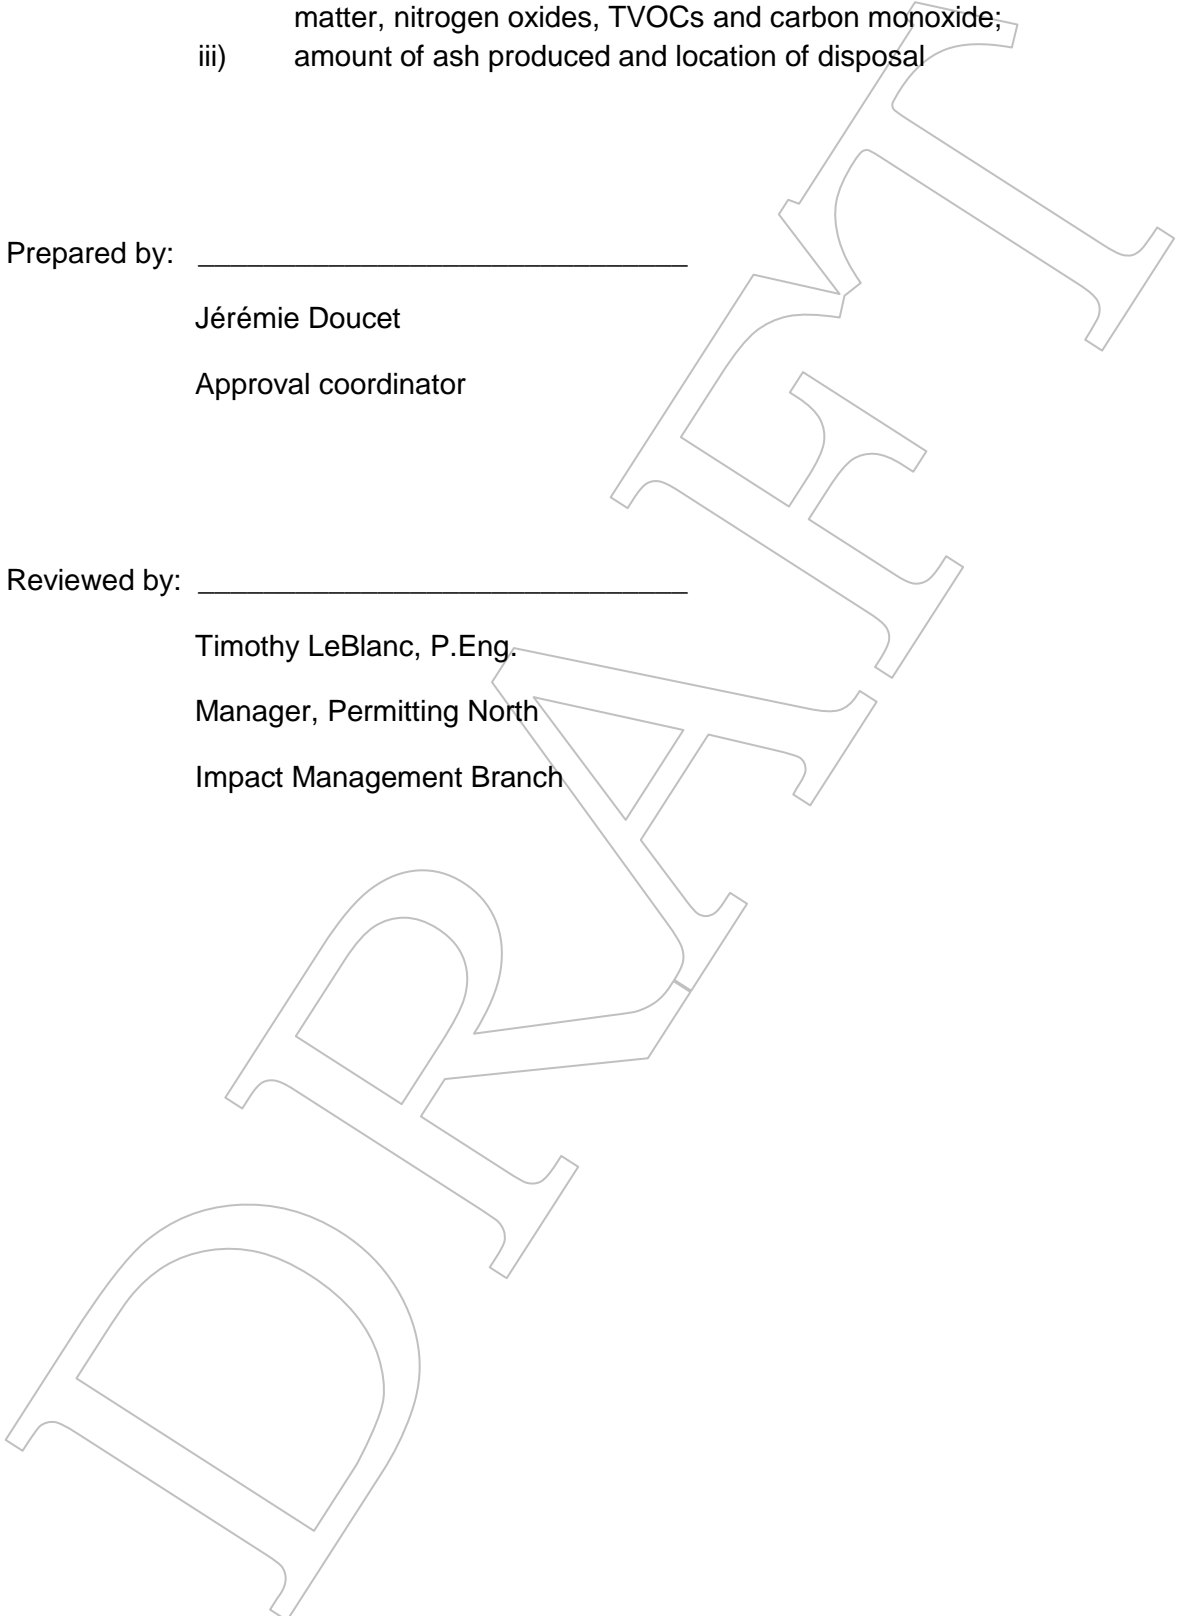 matter, nitrogen oxides, TVOCs and carbon monoxide;
iii) amount of ash produced and location of disposal
Prepared by: ______________________________
Jérémie Doucet
Approval coordinator
Reviewed by: ______________________________
Timothy LeBlanc, P.Eng.
Manager, Permitting North
Impact Management Branch
DRAFT